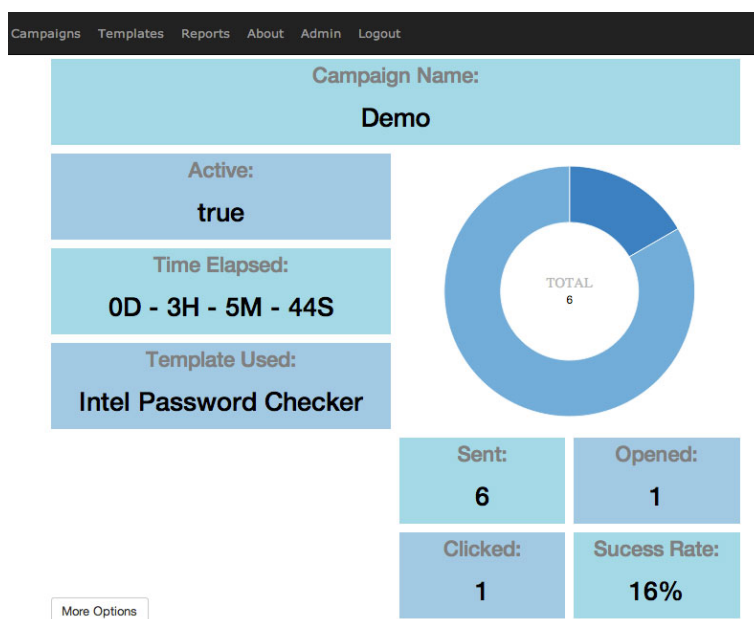 Campaigns Templates Reports About Admin Logout
Campaign Name:
Demo
Active:
true
Time Elapsed:
0D - 3H - 5M - 44S
Template Used:
Intel Password Checker
TOTAL
6
Sent:
6
Opened:
1
Clicked:
1
Sucess Rate:
16%
More Options